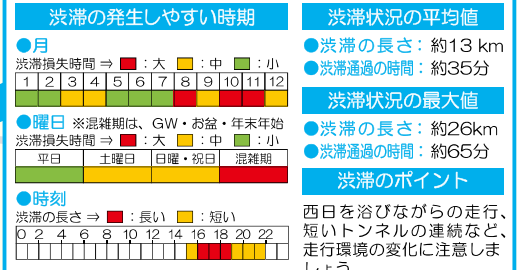 渋滞の発生しやすい時期
●月
渋滞損失時間 ⇒ ：大 ：中 ：小
1 2 3 4 5 6 7 8 9 10 11 12
●曜日 ※混雑期は、GW・お盆・年末年始
渋滞損失時間 ⇒ ：大 ：中 ：小
平日 土曜日 日曜・祝日 混雑期
●時刻
渋滞の長さ ⇒ ：長い ：短い
0 2 4 6 8 10 12 14 16 18 20 22
渋滞状況の平均値
●渋滞の長さ：約13 km
●渋滞通過の時間：約35分
渋滞状況の最大値
●渋滞の長さ：約26km
●渋滞通過の時間：約65分
渋滞のポイント
西日を浴びながらの走行、
短いトンネルの連続など、
走行環境の変化に注意しま
しょう